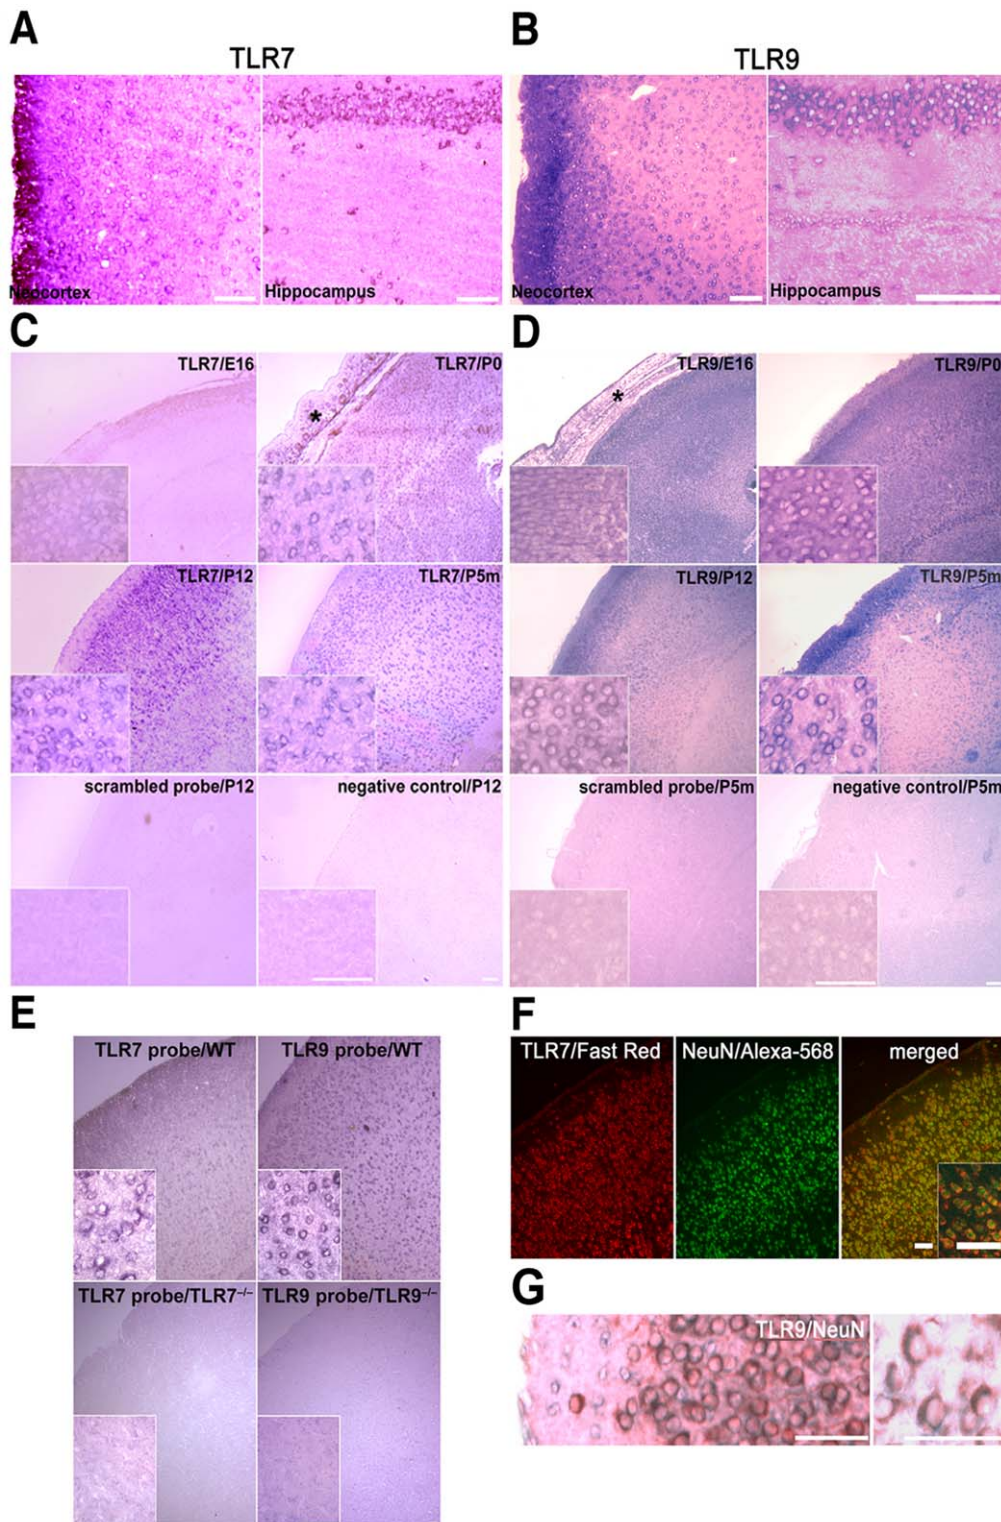 A
B
TLR7
TLR9
Neocortex
Hippocampus
Neocortex
Hippocampus
C
D
TLR7/E16
TLR7/P0
*
TLR9/E16
*
TLR9/P0
TLR7/P12
TLR7/P5m
TLR9/P12
TLR9/P5m
scrambled probe/P12
negative control/P12
scrambled probe/P5m
negative control/P5m
E
F
TLR7 probe/WT
TLR9 probe/WT
TLR7/Fast Red
NeuN/Alexa-568
merged
TLR7 probe/TLR7⁻/⁻
TLR9 probe/TLR9⁻/⁻
G
TLR9/NeuN